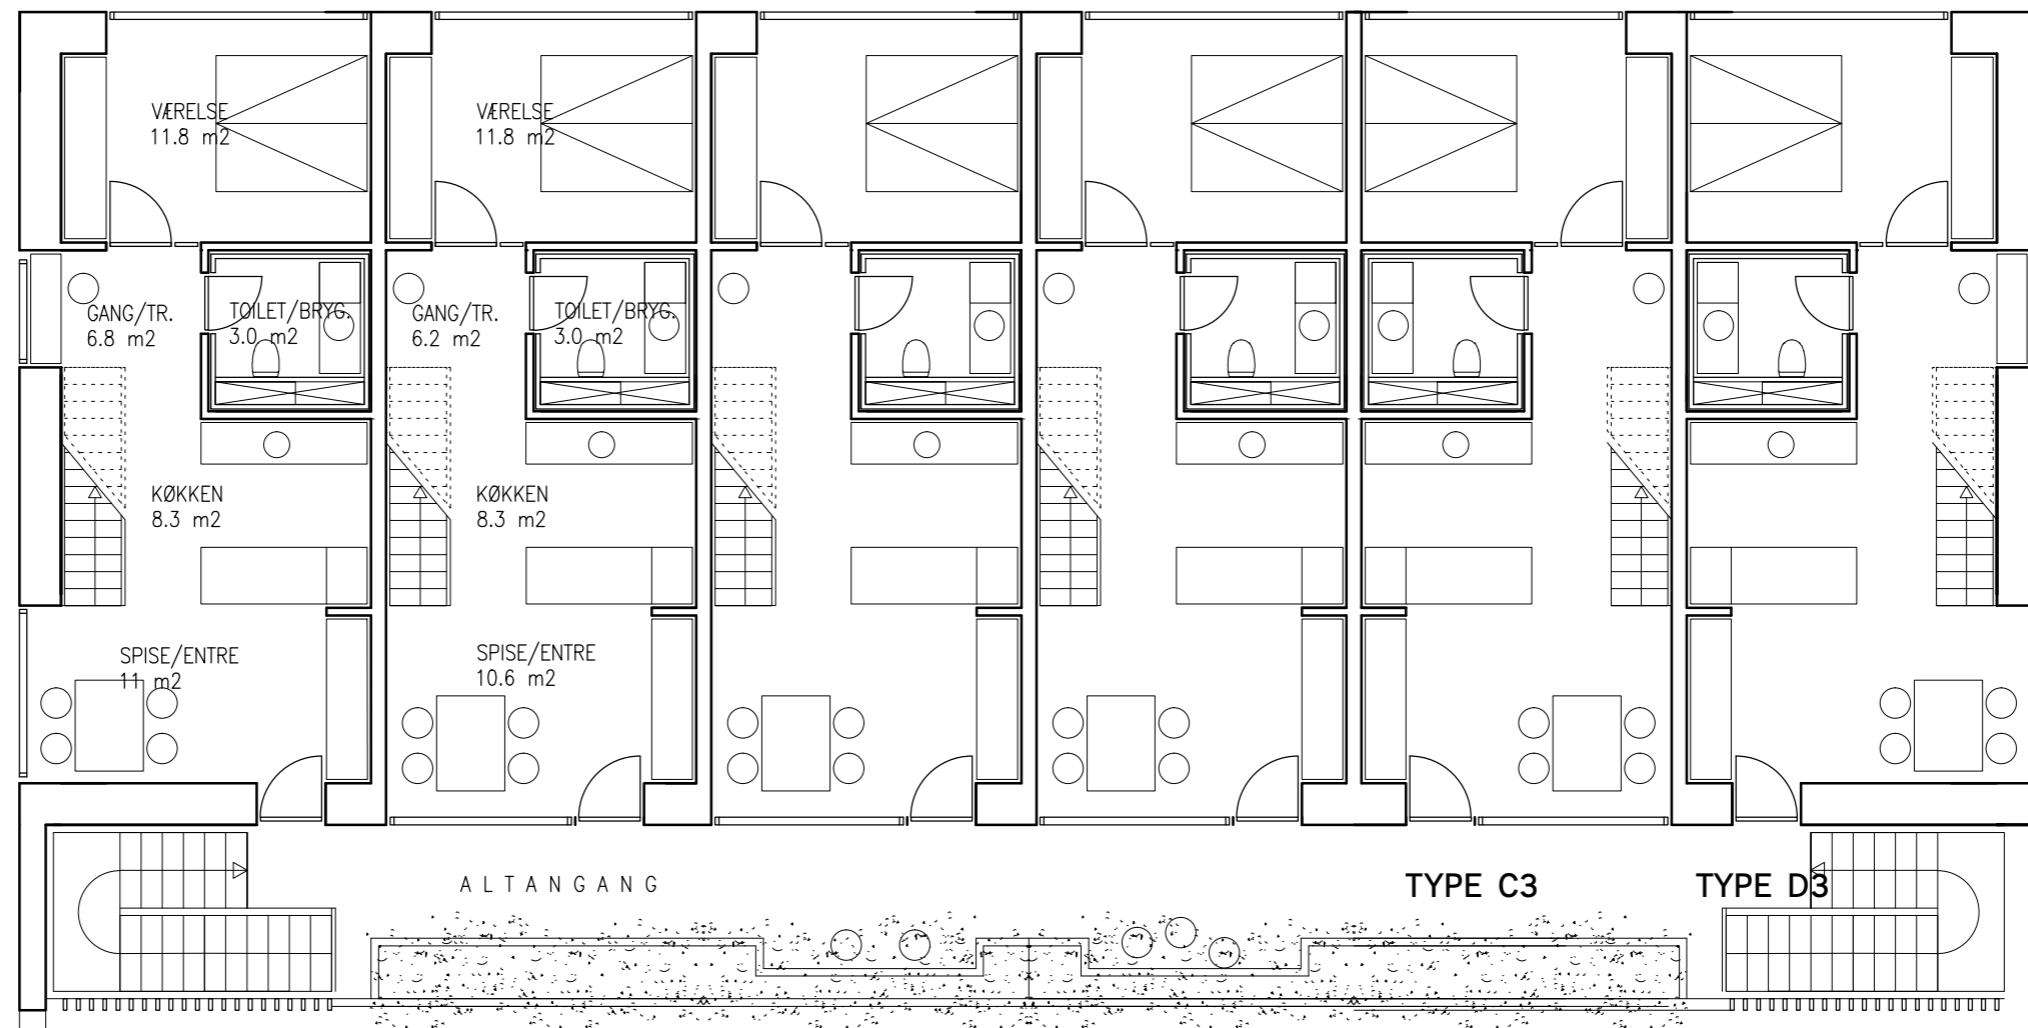 VÆRELSE
11.8 m2
VÆRELSE
11.8 m2
GANG/TR.
6.8 m2
TOILET/BRYG.
3.0 m2
GANG/TR.
6.2 m2
TOILET/BRYG.
3.0 m2
KØKKEN
8.3 m2
KØKKEN
8.3 m2
SPISE/ENTRE
11 m2
SPISE/ENTRE
10.6 m2
ALTANGANG
TYPE C3
TYPE D3